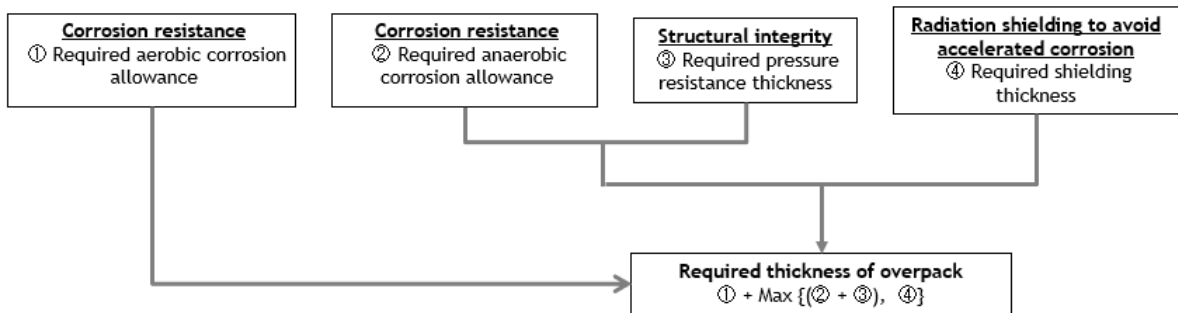 Corrosion resistance
① Required aerobic corrosion
allowance
Corrosion resistance
② Required anaerobic
corrosion allowance
Structural integrity
③ Required pressure
resistance thickness
Radiation shielding to avoid
accelerated corrosion
④ Required shielding
thickness
Required thickness of overpack
① + Max {(② + ③), ④}